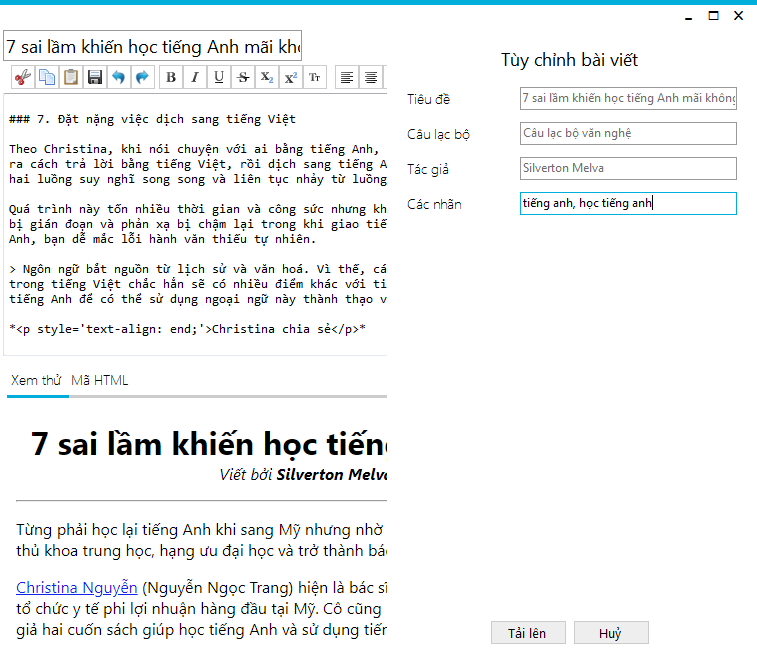 7 sai lầm khiến học tiếng Anh mãi kh
B I U S X₂ X² Tt
### 7. Đặt nặng việc dịch sang tiếng Việt
Theo Christina, khi nói chuyện với ai bằng tiếng Anh,
ra cách trả lời bằng tiếng Việt, rồi dịch sang tiếng A
hai luồng suy nghĩ song song và liên tục nhảy từ luồng
Quá trình này tốn nhiều thời gian và công sức nhưng kh
bị gián đoạn và phản xạ bị chậm lại trong khi giao tiế
Anh, bạn dễ mắc lỗi hành văn thiếu tự nhiên.
> Ngôn ngữ bắt nguồn từ lịch sử và văn hoá. Vì thế, cá
trong tiếng Việt chắc hẳn sẽ có nhiều điểm khác với ti
tiếng Anh để có thể sử dụng ngoại ngữ này thành thạo v
*<p style='text-align: end;'>Christina chia sẻ</p>*
Xem thử Mã HTML
7 sai lầm khiến học tiến
Viết bởi Silverton Melva
Từng phải học lại tiếng Anh khi sang Mỹ nhưng nhờ
thủ khoa trung học, hạng ưu đại học và trở thành bá
Christina Nguyễn (Nguyễn Ngọc Trang) hiện là bác sĩ
tổ chức y tế phi lợi nhuận hàng đầu tại Mỹ. Cô cũng
giả hai cuốn sách giúp học tiếng Anh và sử dụng tiến
Tùy chỉnh bài viết
Tiêu đề 7 sai lầm khiến học tiếng Anh mãi không
Câu lạc bộ Câu lạc bộ văn nghệ
Tác giả Silverton Melva
Các nhãn tiếng anh, học tiếng anh
Tải lên Huỷ